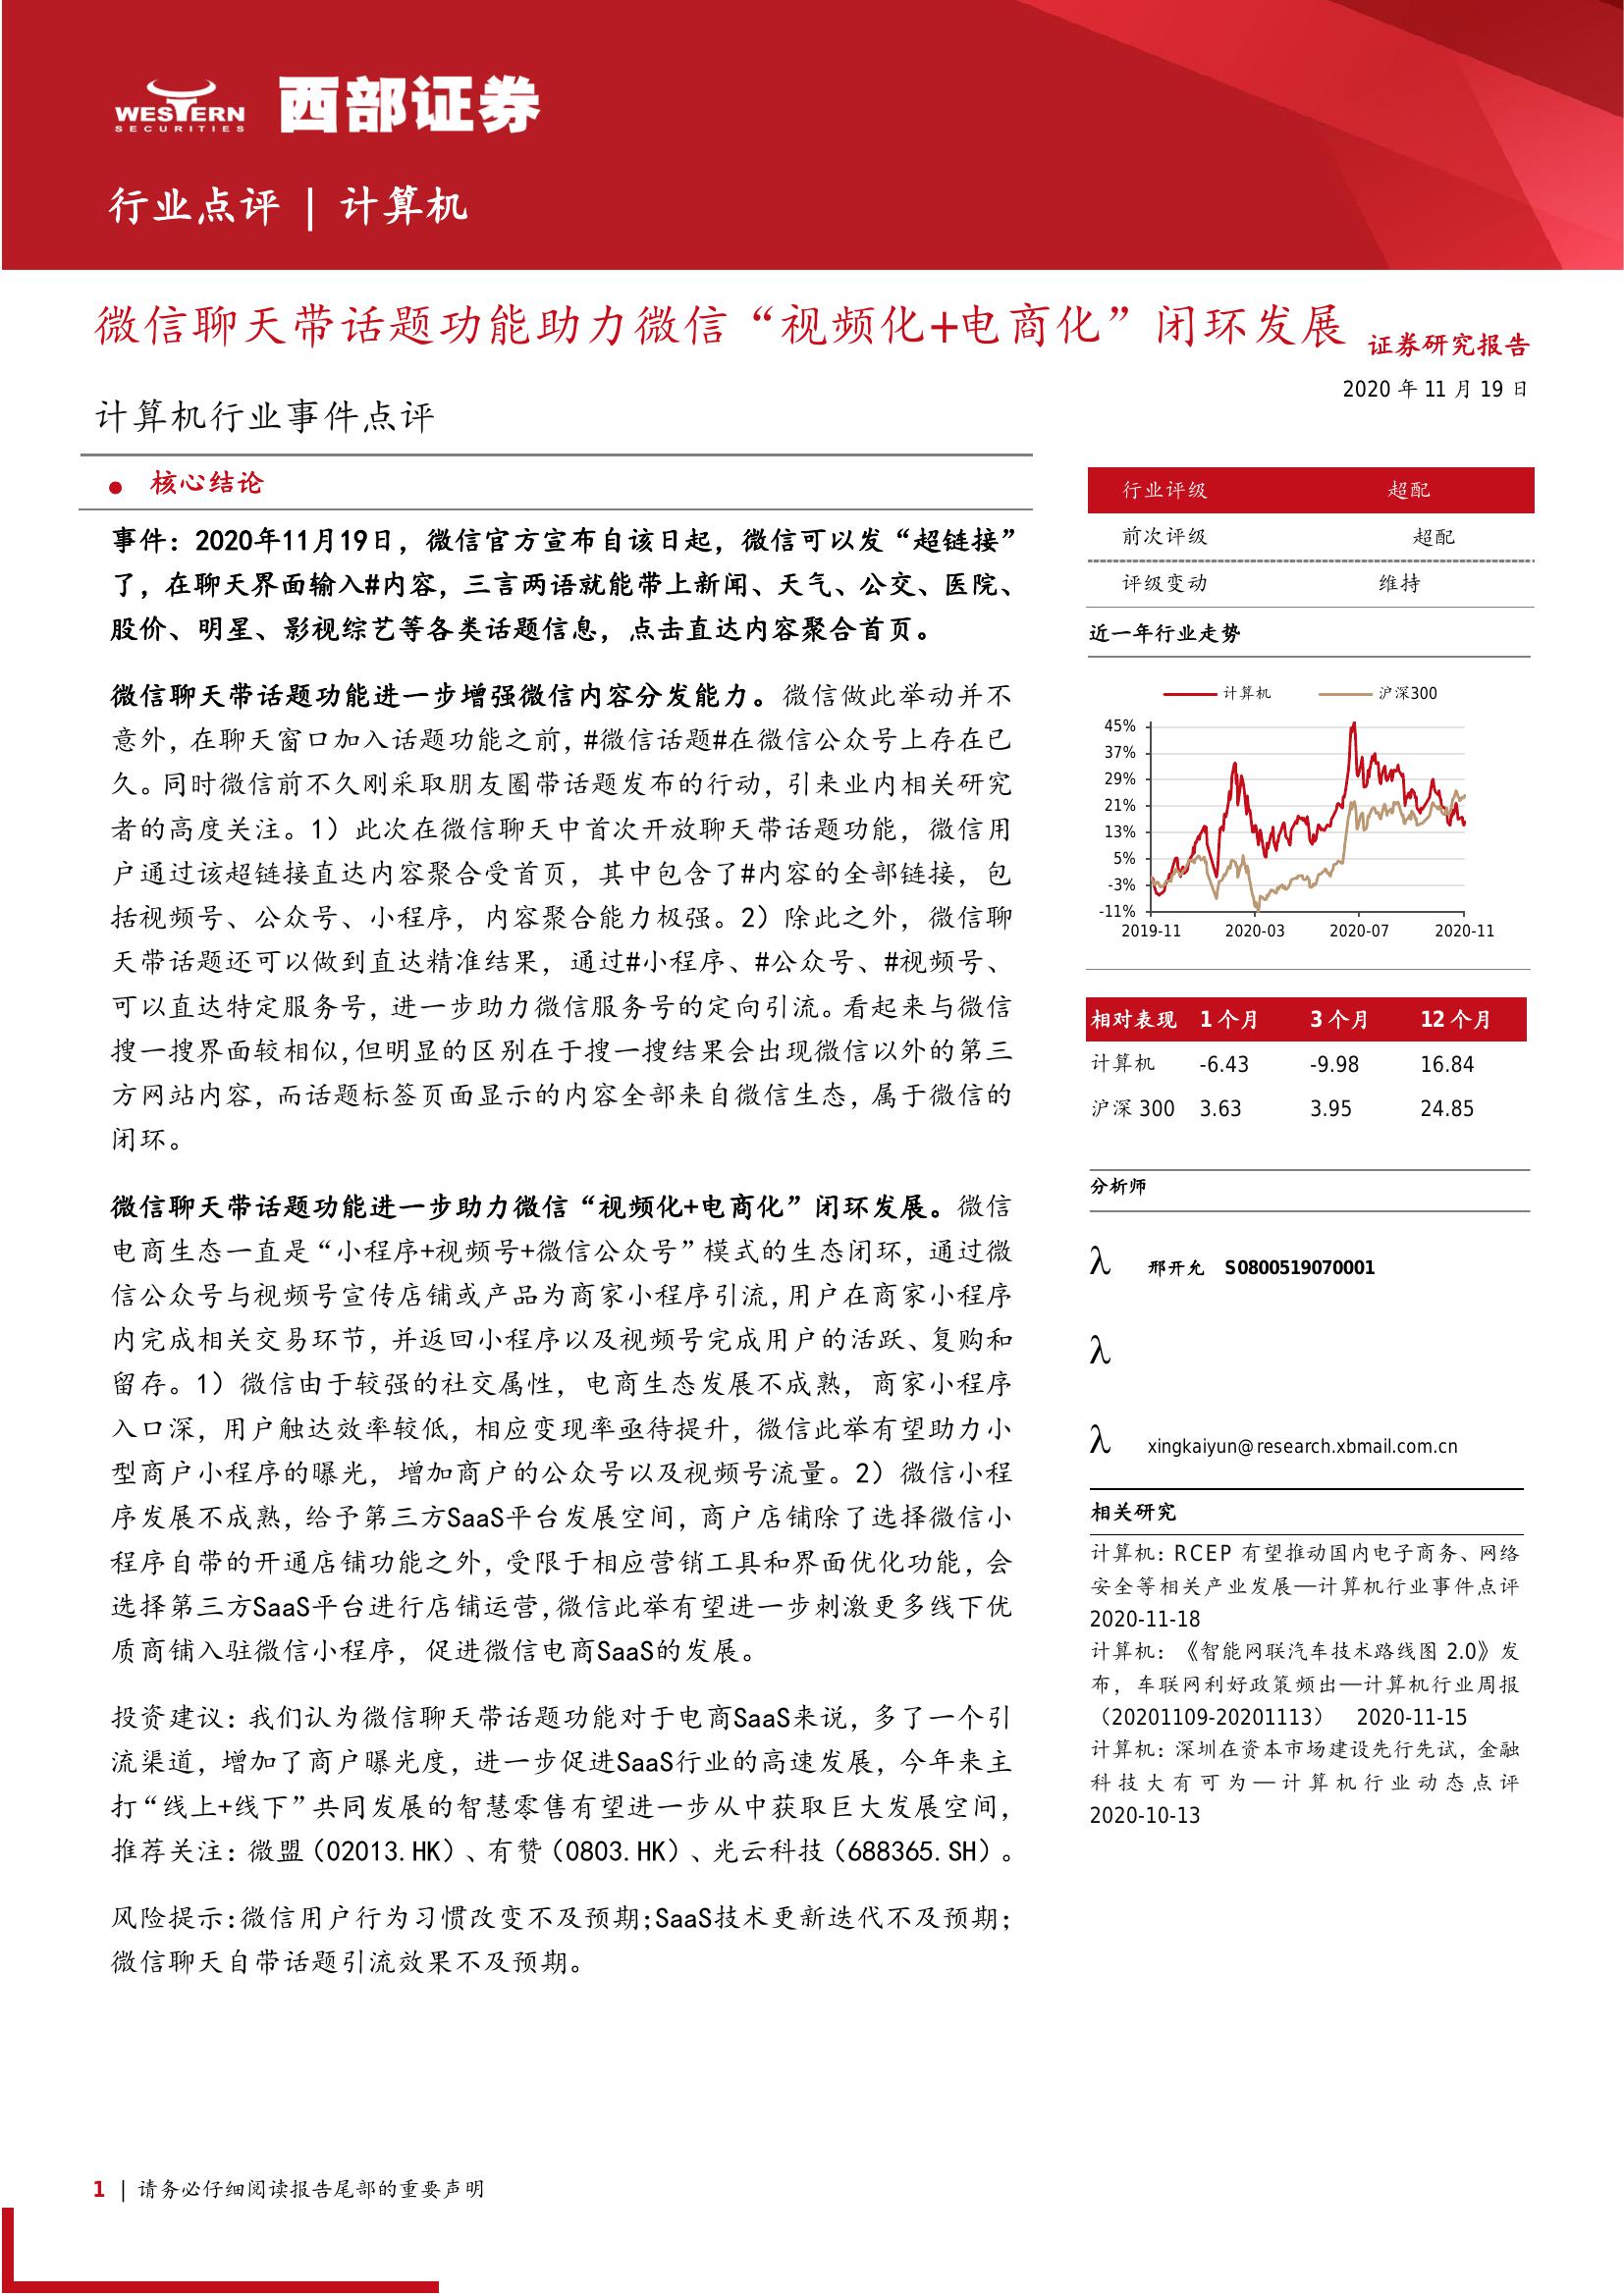 WESTERN
SECURITIES
西部证券
行业点评 | 计算机
微信聊天带话题功能助力微信“视频化+电商化”闭环发展
证券研究报告
2020 年 11 月 19 日
计算机行业事件点评
● 核心结论
事件：2020年11月19日，微信官方宣布自该日起，微信可以发“超链接”
了，在聊天界面输入#内容，三言两语就能带上新闻、天气、公交、医院、
股价、明星、影视综艺等各类话题信息，点击直达内容聚合首页。
微信聊天带话题功能进一步增强微信内容分发能力。微信做此举动并不
意外，在聊天窗口加入话题功能之前，#微信话题#在微信公众号上存在已
久。同时微信前不久刚采取朋友圈带话题发布的行动，引来业内相关研究
者的高度关注。1）此次在微信聊天中首次开放聊天带话题功能，微信用
户通过该超链接直达内容聚合受首页，其中包含了#内容的全部链接，包
括视频号、公众号、小程序，内容聚合能力极强。2）除此之外，微信聊
天带话题还可以做到直达精准结果，通过#小程序、#公众号、#视频号、
可以直达特定服务号，进一步助力微信服务号的定向引流。看起来与微信
搜一搜界面较相似，但明显的区别在于搜一搜结果会出现微信以外的第三
方网站内容，而话题标签页面显示的内容全部来自微信生态，属于微信的
闭环。
微信聊天带话题功能进一步助力微信“视频化+电商化”闭环发展。微信
电商生态一直是“小程序+视频号+微信公众号”模式的生态闭环，通过微
信公众号与视频号宣传店铺或产品为商家小程序引流，用户在商家小程序
内完成相关交易环节，并返回小程序以及视频号完成用户的活跃、复购和
留存。1）微信由于较强的社交属性，电商生态发展不成熟，商家小程序
入口深，用户触达效率较低，相应变现率亟待提升，微信此举有望助力小
型商户小程序的曝光，增加商户的公众号以及视频号流量。2）微信小程
序发展不成熟，给予第三方SaaS平台发展空间，商户店铺除了选择微信小
程序自带的开通店铺功能之外，受限于相应营销工具和界面优化功能，会
选择第三方SaaS平台进行店铺运营，微信此举有望进一步刺激更多线下优
质商铺入驻微信小程序，促进微信电商SaaS的发展。
投资建议：我们认为微信聊天带话题功能对于电商SaaS来说，多了一个引
流渠道，增加了商户曝光度，进一步促进SaaS行业的高速发展，今年来主
打“线上+线下”共同发展的智慧零售有望进一步从中获取巨大发展空间，
推荐关注：微盟（02013.HK）、有赞（0803.HK）、光云科技（688365.SH）。
风险提示：微信用户行为习惯改变不及预期；SaaS技术更新迭代不及预期；
微信聊天自带话题引流效果不及预期。
行业评级 超配
前次评级 超配
评级变动 维持
近一年行业走势
计算机 沪深300
45%
37%
29%
21%
13%
5%
-3%
-11%
2019-11 2020-03 2020-07 2020-11
相对表现 1 个月 3 个月 12 个月
计算机 -6.43 -9.98 16.84
沪深 300 3.63 3.95 24.85
分析师
λ 邢开允 S0800519070001
λ
λ xingkaiyun@research.xbmail.com.cn
相关研究
计算机：RCEP 有望推动国内电子商务、网络
安全等相关产业发展—计算机行业事件点评
2020-11-18
计算机：《智能网联汽车技术路线图 2.0》发
布，车联网利好政策频出—计算机行业周报
（20201109-20201113） 2020-11-15
计算机：深圳在资本市场建设先行先试，金融
科技大有可为—计算机行业动态点评
2020-10-13
1 | 请务必仔细阅读报告尾部的重要声明